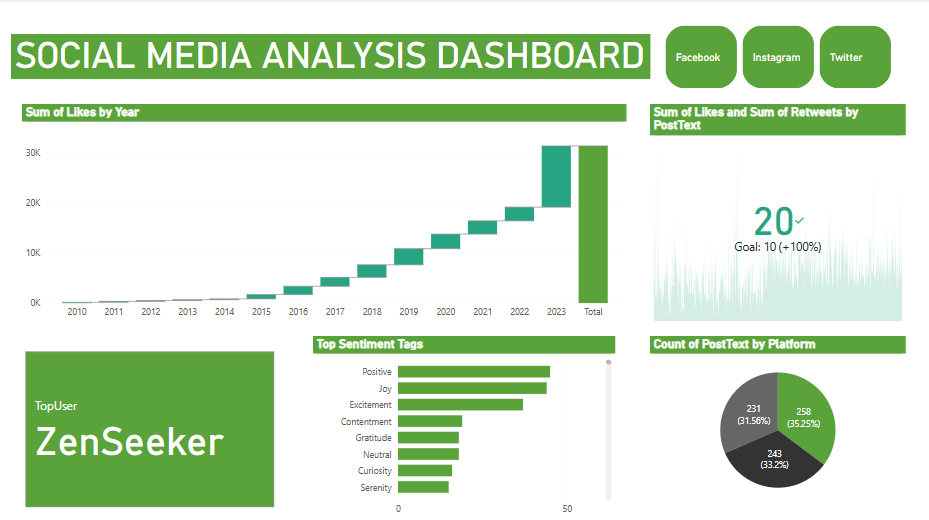 SOCIAL MEDIA ANALYSIS DASHBOARD
Facebook
Instagram
Twitter
Sum of Likes by Year
30K
20K
10K
0K
2010 2011 2012 2013 2014 2015 2016 2017 2018 2019 2020 2021 2022 2023 Total
Sum of Likes and Sum of Retweets by
PostText
20
Goal: 10 (+100%)
TopUser
ZenSeeker
Top Sentiment Tags
Positive
Joy
Excitement
Contentment
Gratitude
Neutral
Curiosity
Serenity
0 50
Count of PostText by Platform
231
(31.56%)
258
(35.25%)
243
(33.2%)